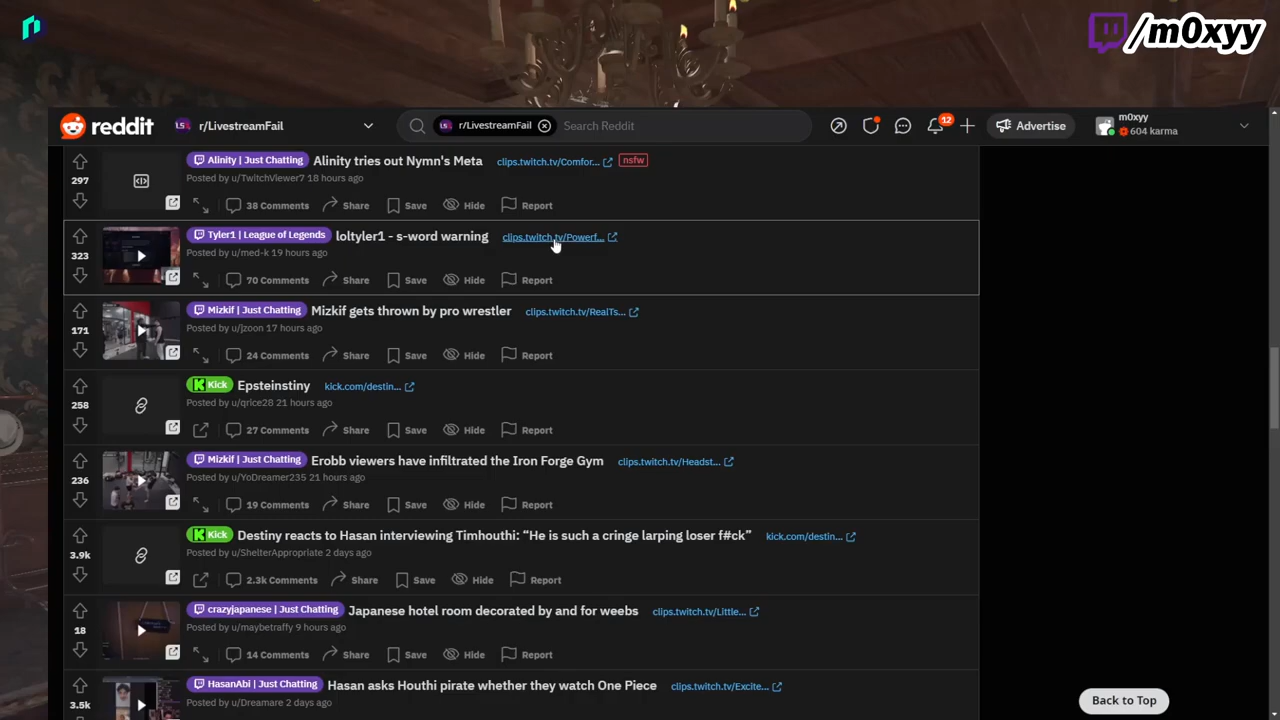 /m0xyy
reddit r/LivestreamFail r/LivestreamFail Search Reddit 12 Advertise m0xyy
604 karma
Alinity | Just Chatting Alinity tries out Nymn's Meta clips.twitch.tv/Comfor... nsfw
297 Posted by u/TwitchViewer7 18 hours ago
38 Comments Share Save Hide Report
Tyler1 | League of Legends loltyler1 - s-word warning clips.twitch.tv/Powerf...
323 Posted by u/med-k 19 hours ago
70 Comments Share Save Hide Report
Mizkif | Just Chatting Mizkif gets thrown by pro wrestler clips.twitch.tv/RealTs...
171 Posted by u/jzoon 17 hours ago
24 Comments Share Save Hide Report
Kick Epsteinstiny kick.com/destin...
258 Posted by u/qrice28 21 hours ago
27 Comments Share Save Hide Report
Mizkif | Just Chatting Erobb viewers have infiltrated the Iron Forge Gym clips.twitch.tv/Headst...
236 Posted by u/YoDreamer235 21 hours ago
19 Comments Share Save Hide Report
Kick Destiny reacts to Hasan interviewing Timhouthi: “He is such a cringe larping loser f#ck” kick.com/destin...
3.9k Posted by u/ShelterAppropriate 2 days ago
2.3k Comments Share Save Hide Report
crazyjapanese | Just Chatting Japanese hotel room decorated by and for weebs clips.twitch.tv/Little...
18 Posted by u/maybetraffy 9 hours ago
14 Comments Share Save Hide Report
HasanAbi | Just Chatting Hasan asks Houthi pirate whether they watch One Piece clips.twitch.tv/Excite...
3.5k Posted by u/Dreamare 2 days ago
Back to Top